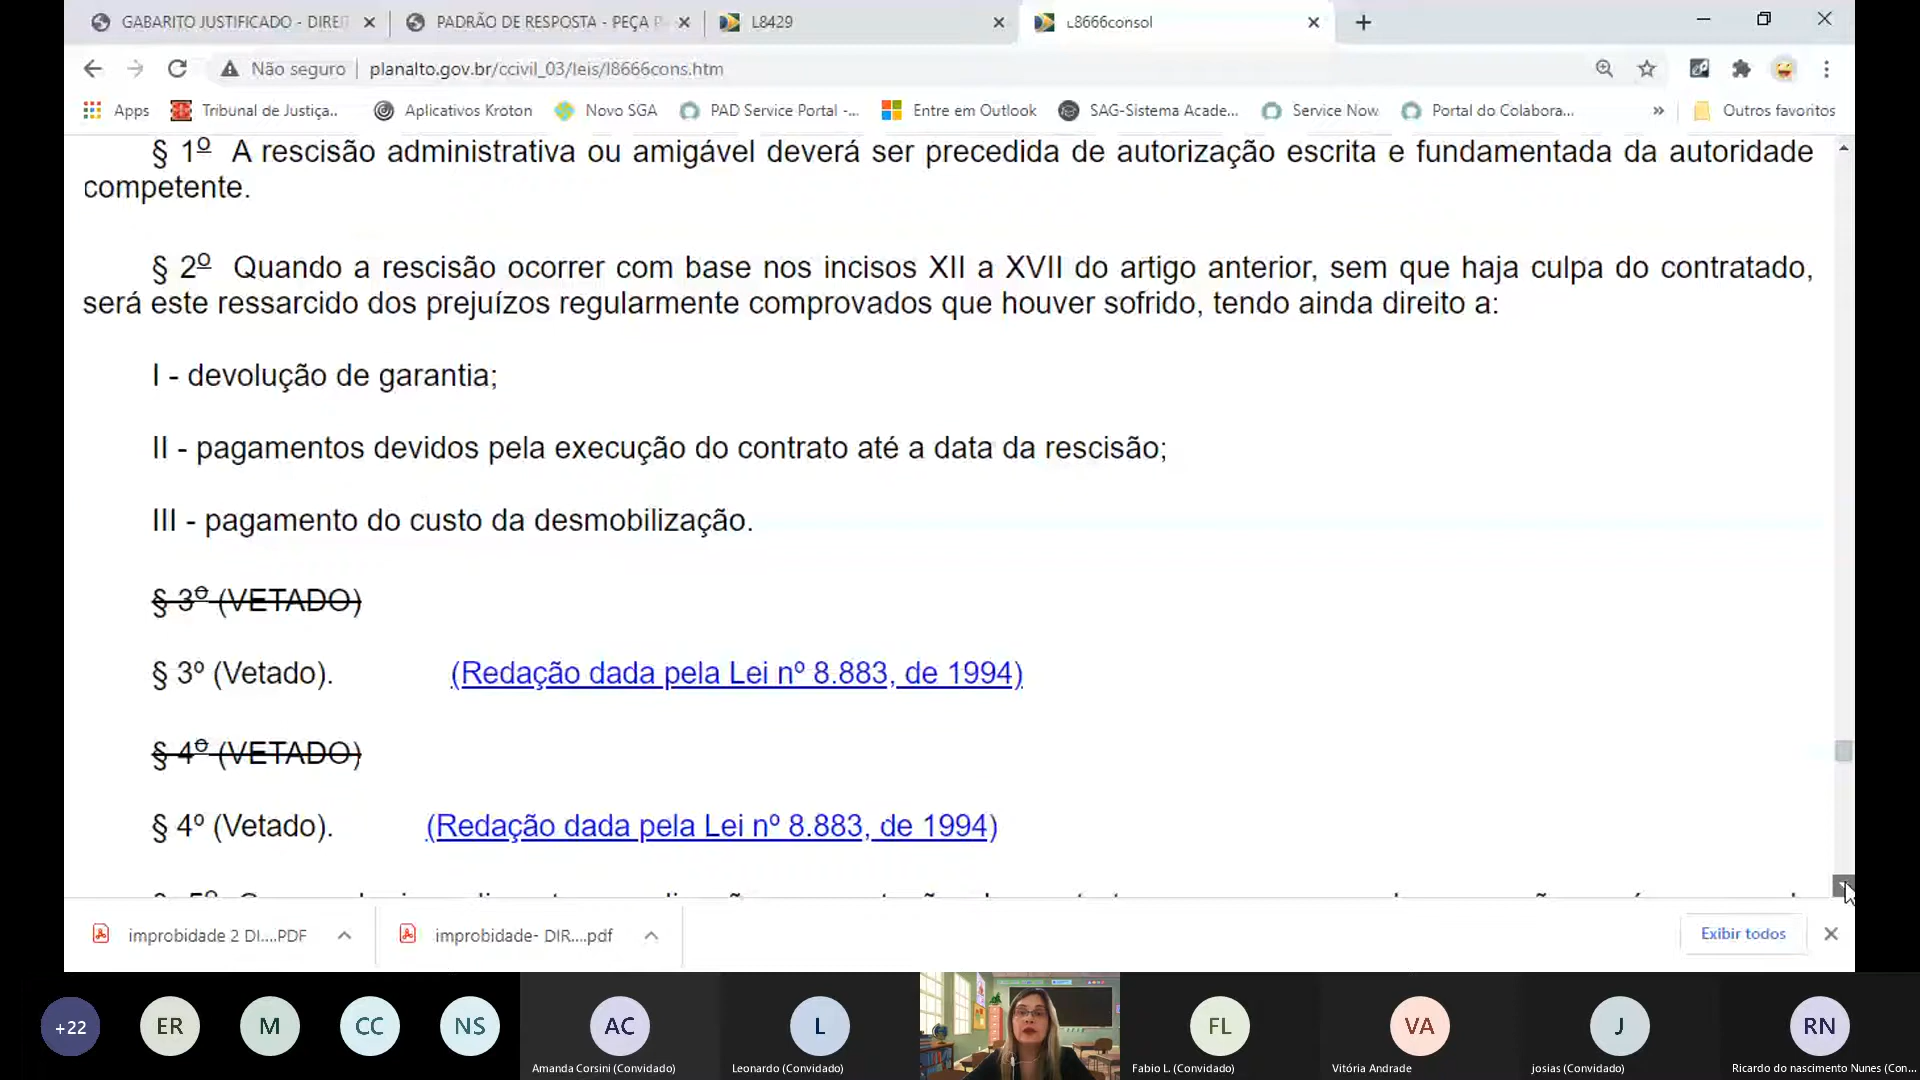 GABARITO JUSTIFICADO - DIREI
PADRÃO DE RESPOSTA - PEÇA P
L8429
L8666consol
Não seguro
planalto.gov.br/ccivil_03/leis/l8666cons.htm
Apps
Tribunal de Justiça...
Aplicativos Kroton
Novo SGA
PAD Service Portal -...
Entre em Outlook
SAG-Sistema Acade...
Service Now
Portal do Colabora...
»
Outros favoritos
§ 1º A rescisão administrativa ou amigável deverá ser precedida de autorização escrita e fundamentada da autoridade
competente.
§ 2º Quando a rescisão ocorrer com base nos incisos XII a XVII do artigo anterior, sem que haja culpa do contratado,
será este ressarcido dos prejuízos regularmente comprovados que houver sofrido, tendo ainda direito a:
I - devolução de garantia;
II - pagamentos devidos pela execução do contrato até a data da rescisão;
III - pagamento do custo da desmobilização.
§ 3º (VETADO)
§ 3º (Vetado). (Redação dada pela Lei nº 8.883, de 1994)
§ 4º (VETADO)
§ 4º (Vetado). (Redação dada pela Lei nº 8.883, de 1994)
improbidade 2 DI....PDF
improbidade- DIR....pdf
Exibir todos
+22
ER
M
CC
NS
AC
L
FL
VA
J
RN
Amanda Corsini (Convidado)
Leonardo (Convidado)
Fabio L. (Convidado)
Vitória Andrade
josias (Convidado)
Ricardo do nascimento Nunes (Con...